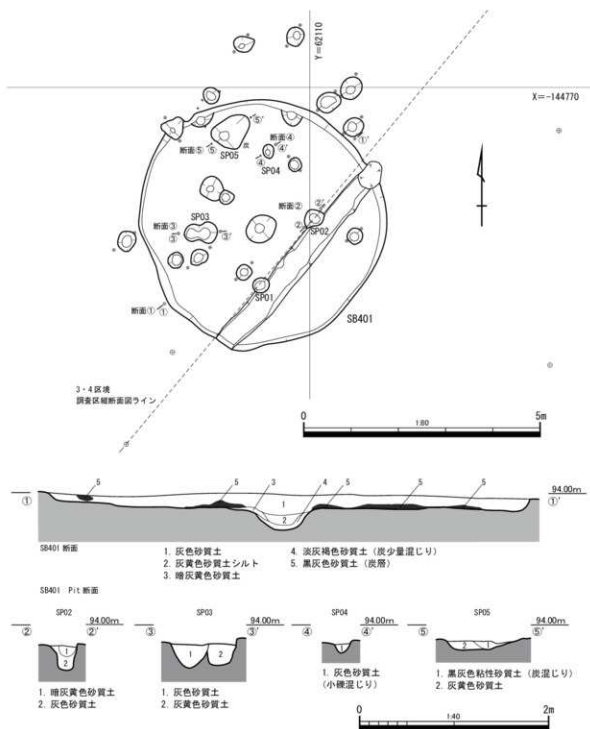 Y=62110
X=-144770
⑤'
断面⑤ ⑤
SP05
炭
断面④
④'
④
SP04
①'
断面②
②'
②
SP02
断面③
③
SP03
③'
SP01
断面① ①
SB401
3・4区境
調査区縦断面図ライン
0
5m
1:80
5
5
3
4
5
5
5
94.00m
①
①'
1
2
SB401 断面
1. 灰色砂質土
2. 灰黄色砂質土シルト
3. 暗灰黄色砂質土
4. 淡灰褐色砂質土（炭少量混じり）
5. 黒灰色砂質土（炭層）
SB401 Pit 断面
SP02
94.00m
②
②'
1
2
1. 暗灰黄色砂質土
2. 灰色砂質土
SP03
94.00m
③
③'
1
2
1. 灰色砂質土
2. 灰黄色砂質土
SP04
94.00m
④
④'
1
1. 灰色砂質土
（小礫混じり）
SP05
94.00m
⑤
⑤'
2
1
1. 黒灰色粘性砂質土（炭混じり）
2. 灰黄色砂質土
0
2m
1:40